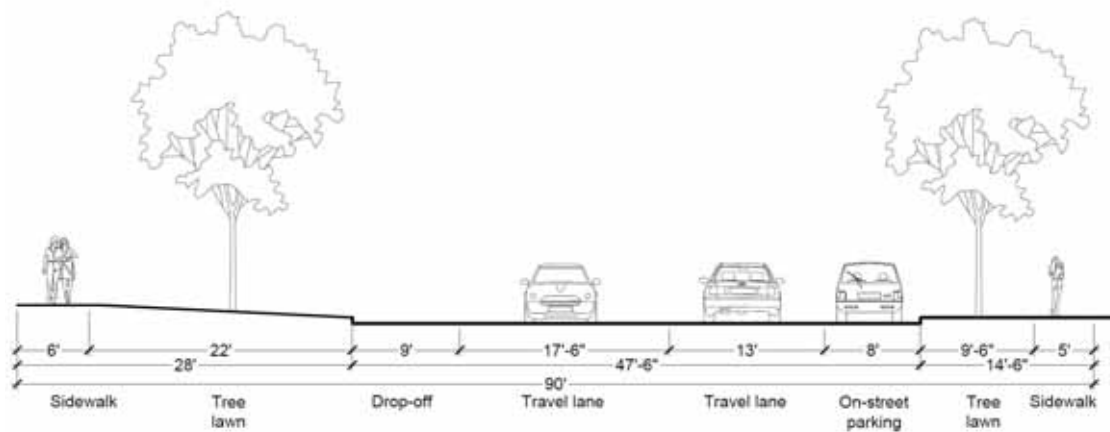 6' 22' 9' 17'-6" 13' 8' 9'-6" 5'
28' 47'-6" 14'-6"
90'
Sidewalk Tree lawn Drop-off Travel lane Travel lane On-street parking Tree lawn Sidewalk